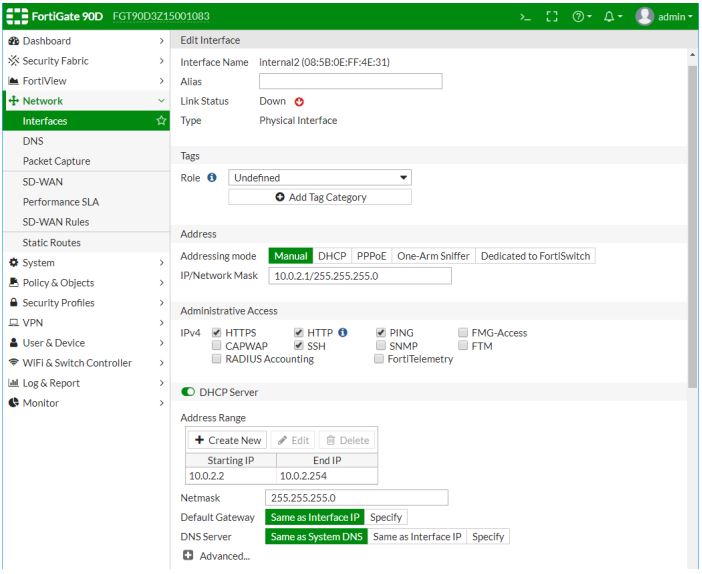 FortiGate 90D FGT90D3Z15001083 >_ admin
Dashboard
Security Fabric
FortiView
Network
Interfaces
DNS
Packet Capture
SD-WAN
Performance SLA
SD-WAN Rules
Static Routes
System
Policy & Objects
Security Profiles
VPN
User & Device
WiFi & Switch Controller
Log & Report
Monitor
Edit Interface
Interface Name internal2 (08:5B:0E:FF:4E:31)
Alias
Link Status Down
Type Physical Interface
Tags
Role Undefined
Add Tag Category
Address
Addressing mode Manual DHCP PPPoE One-Arm Sniffer Dedicated to FortiSwitch
IP/Network Mask 10.0.2.1/255.255.255.0
Administrative Access
IPv4 HTTPS HTTP PING FMG-Access
CAPWAP SSH SNMP FTM
RADIUS Accounting FortiTelemetry
DHCP Server
Address Range
Create New Edit Delete
Starting IP End IP
10.0.2.2 10.0.2.254
Netmask 255.255.255.0
Default Gateway Same as Interface IP Specify
DNS Server Same as System DNS Same as Interface IP Specify
Advanced...